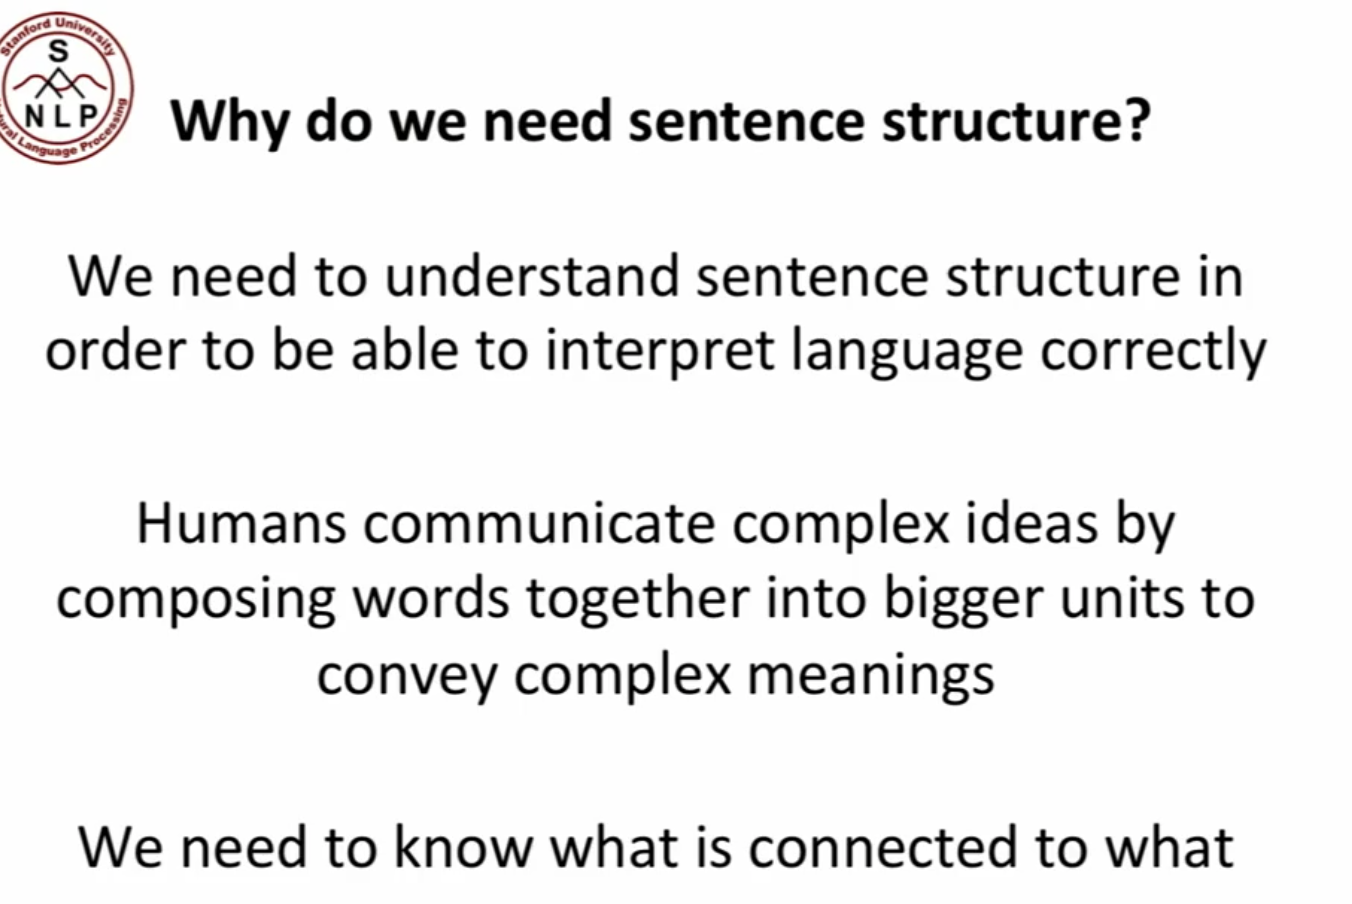 Stanford University
S
NLP
Language Processing
Why do we need sentence structure?
We need to understand sentence structure in
order to be able to interpret language correctly
Humans communicate complex ideas by
composing words together into bigger units to
convey complex meanings
We need to know what is connected to what